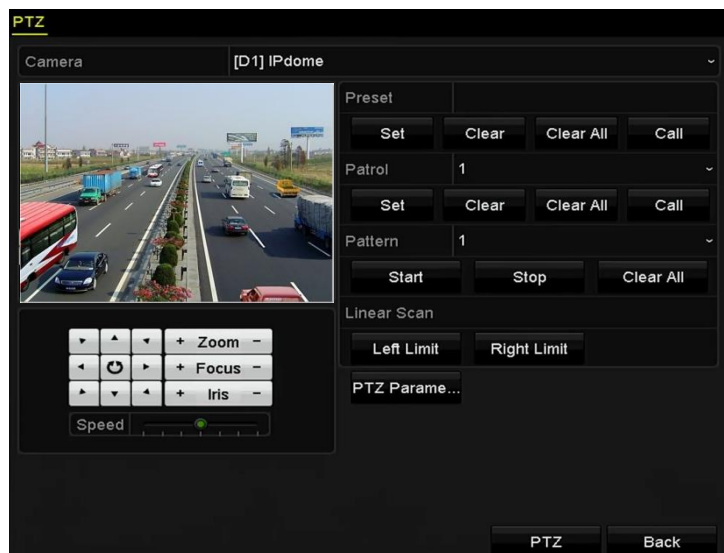 PTZ
Camera [D1] IPdome
Preset
Set Clear Clear All Call
Patrol 1
Set Clear Clear All Call
Pattern 1
Start Stop Clear All
Linear Scan
Left Limit Right Limit
PTZ Parame...
+ Zoom -
+ Focus -
+ Iris -
Speed
PTZ Back